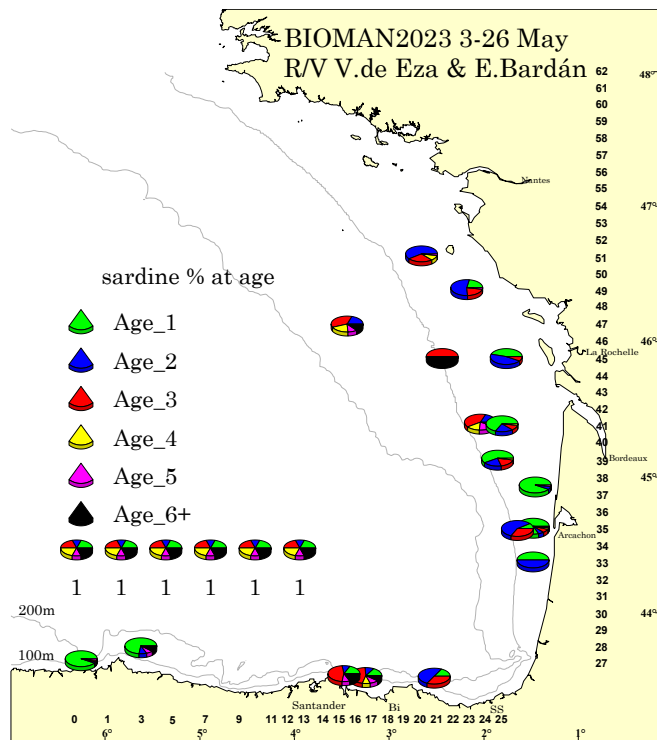 BIOMAN2023 3-26 May
R/V V.de Eza & E.Bardán
62
48°
61
60
59
58
57
56
Nantes
55
54
47°
53
52
51
50
sardine % at age
49
48
Age_1
47
46
46°
La Rochelle
Age_2
45
44
43
Age_3
42
41
Age_4
40
Bordeaux
39
45°
Age_5
38
37
Age_6+
36
35
Arcachon
34
1 1 1 1 1 1
33
32
31
200m
30
44°
29
28
100m
27
Santander Bi SS
0 1 3 5 7 9 11 12 13 14 15 16 17 18 19 20 21 22 23 24 25
6° 5° 4° 3° 2° 1°